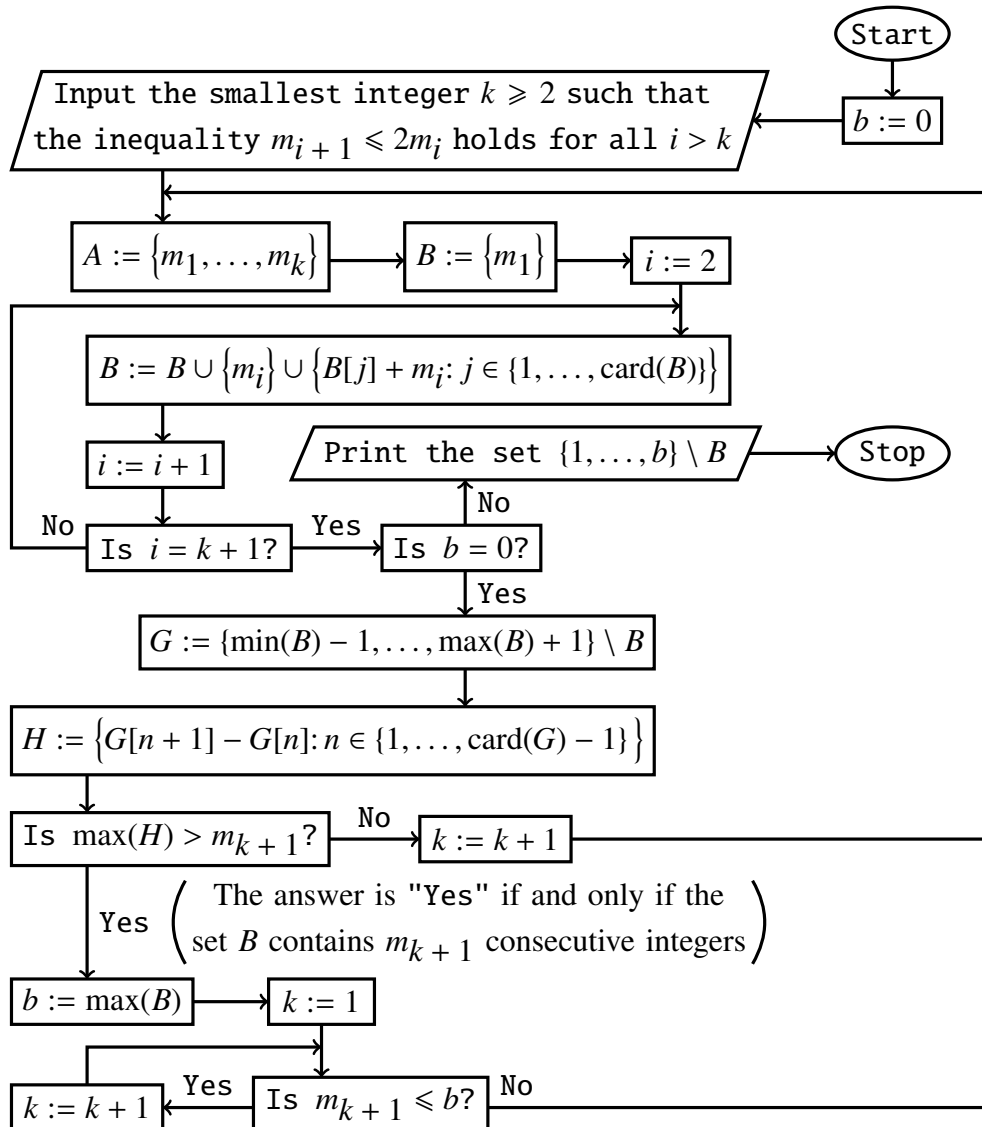 Start
Input the smallest integer k ⩾ 2 such that
the inequality m_{i + 1} ⩽ 2m_i holds for all i > k
b := 0
A := {m_1, . . . , m_k}
B := {m_1}
i := 2
B := B ∪ {m_i} ∪ {B[j] + m_i : j ∈ {1, . . . , card(B)}}
i := i + 1
Print the set {1, . . . , b} \ B
Stop
No
Is i = k + 1?
Yes
Is b = 0?
No
Yes
G := {min(B) − 1, . . . , max(B) + 1} \ B
H := {G[n + 1] − G[n] : n ∈ {1, . . . , card(G) − 1}}
Is max(H) > m_{k + 1}?
No
k := k + 1
Yes
The answer is "Yes" if and only if the
set B contains m_{k + 1} consecutive integers
b := max(B)
k := 1
k := k + 1
Yes
Is m_{k + 1} ⩽ b?
No